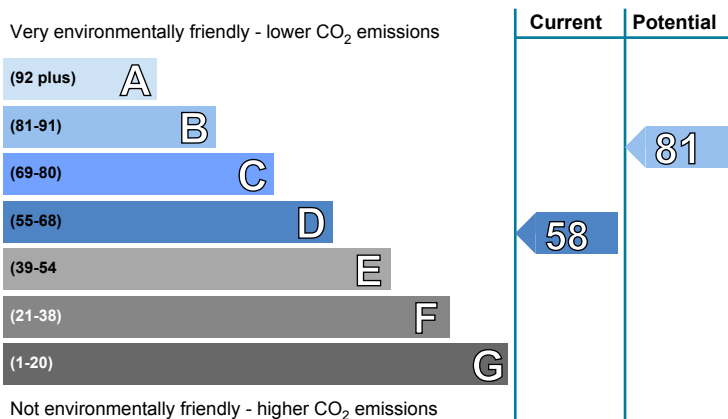 Current Potential
Very environmentally friendly - lower CO2 emissions
(92 plus) A
(81-91) B
81
(69-80) C
(55-68) D
58
(39-54 E
(21-38) F
(1-20) G
Not environmentally friendly - higher CO2 emissions